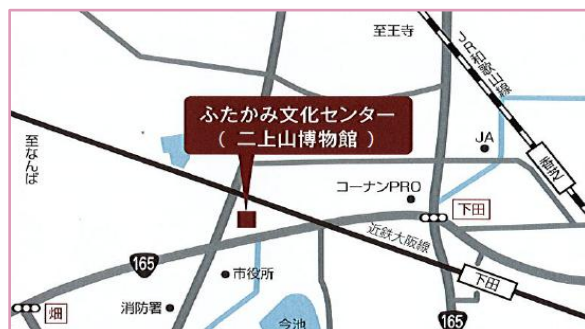 至王寺
JR和歌山線
ふたかみ文化センター
（ 二上山博物館 ）
至なんば
JA
香芝
コーナンPRO
下田
近鉄大阪線
165
市役所
下田
畑
消防署
今池
165